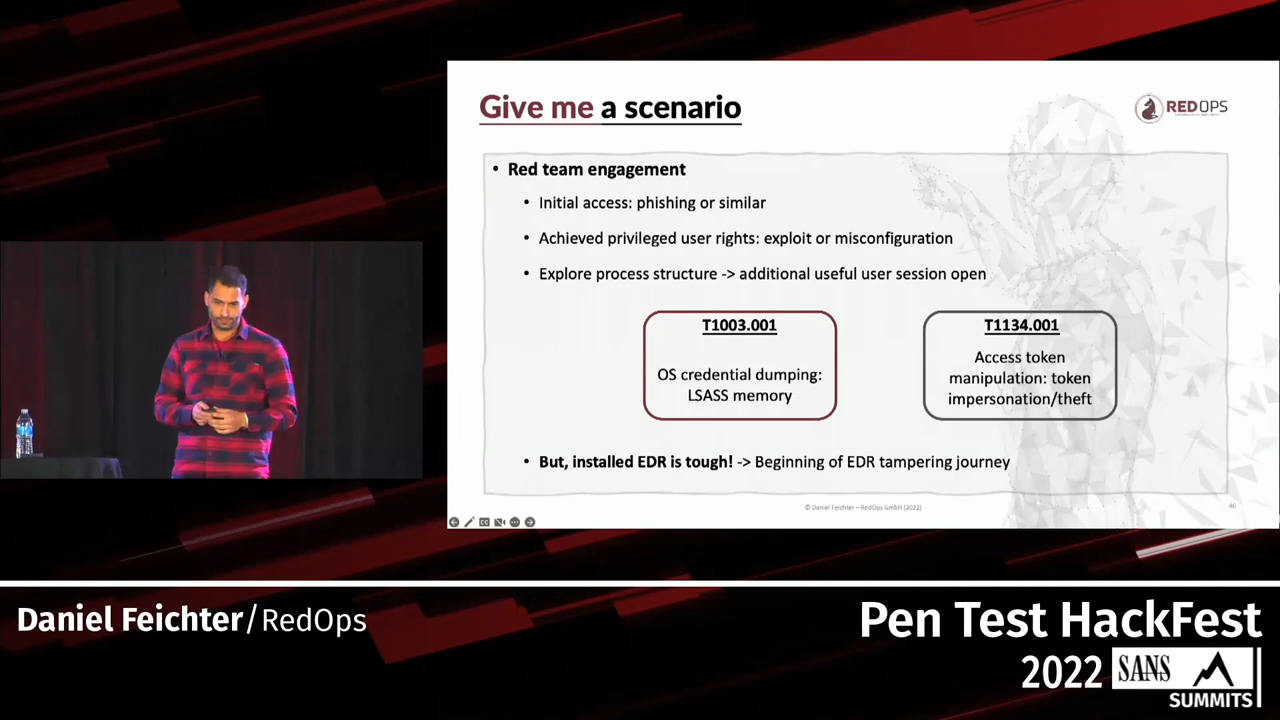 Give me a scenario
REDOPS
• Red team engagement
• Initial access: phishing or similar
• Achieved privileged user rights: exploit or misconfiguration
• Explore process structure -> additional useful user session open
T1003.001
OS credential dumping:
LSASS memory
T1134.001
Access token
manipulation: token
impersonation/theft
• But, installed EDR is tough! -> Beginning of EDR tampering journey
© Daniel Feichter – RedOps GmbH (2022)
46
Daniel Feichter/RedOps
Pen Test HackFest
2022 SANS
SUMMITS